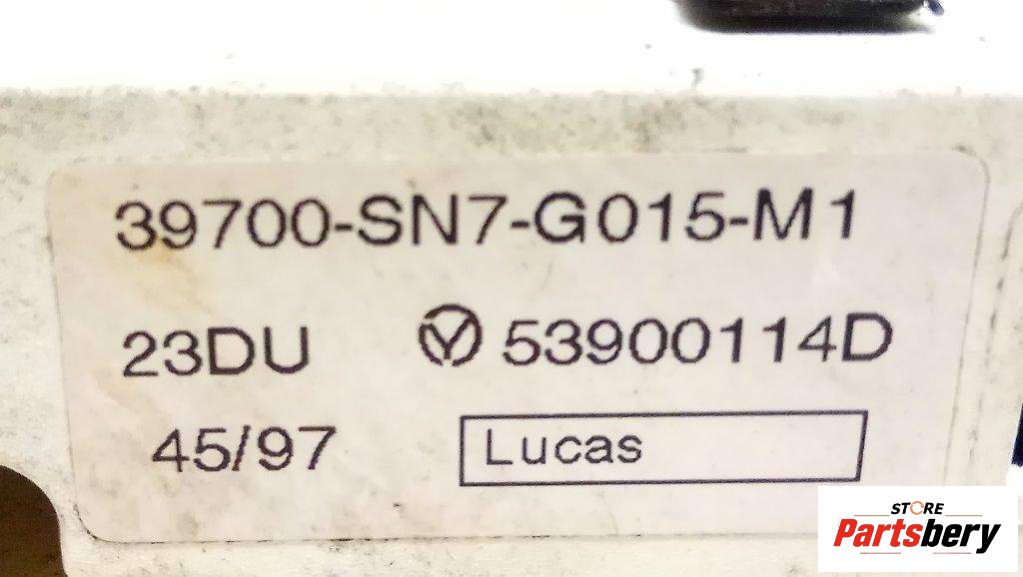 39700-SN7-G015-M1
23DU 53900114D
45/97 Lucas
STORE
Partsbery